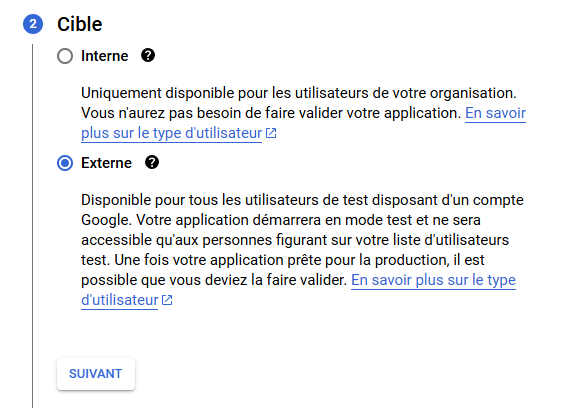 2 Cible
Interne ?
Uniquement disponible pour les utilisateurs de votre organisation.
Vous n'aurez pas besoin de faire valider votre application. En savoir
plus sur le type d'utilisateur
Externe ?
Disponible pour tous les utilisateurs de test disposant d'un compte
Google. Votre application démarrera en mode test et ne sera
accessible qu'aux personnes figurant sur votre liste d'utilisateurs
test. Une fois votre application prête pour la production, il est
possible que vous deviez la faire valider. En savoir plus sur le type
d'utilisateur
SUIVANT